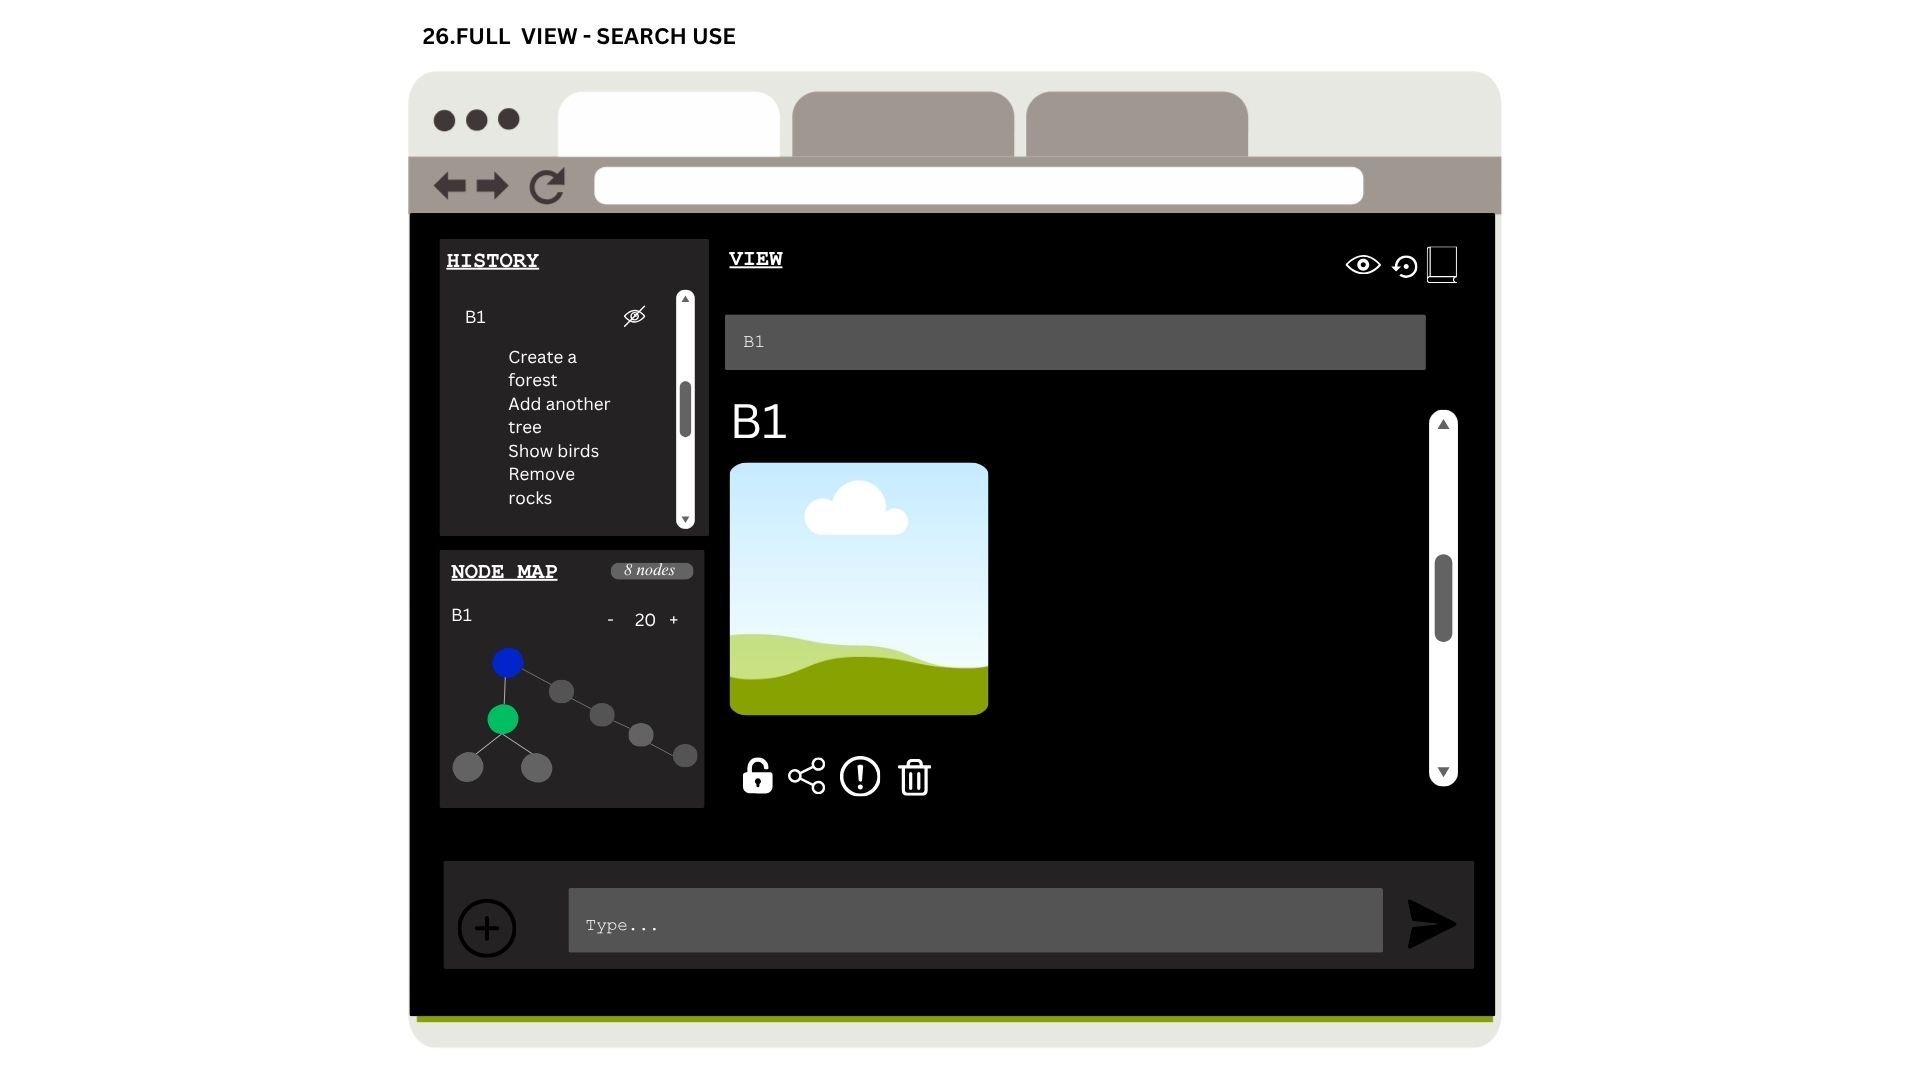 26.FULL  VIEW - SEARCH USE
HISTORY
B1
Create a
forest
Add another
tree
Show birds
Remove
rocks
NODE MAP
8 nodes
B1
- 20 +
VIEW
B1
B1
Type...